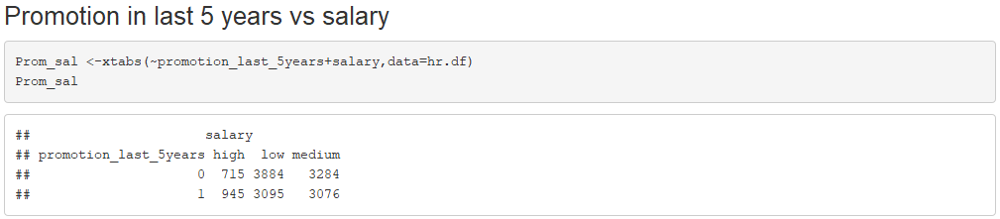 Promotion in last 5 years vs salary
Prom_sal <-xtabs(~promotion_last_5years+salary,data=hr.df)
Prom_sal
## salary
## promotion_last_5years high low medium
## 0 715 3884 3284
## 1 945 3095 3076